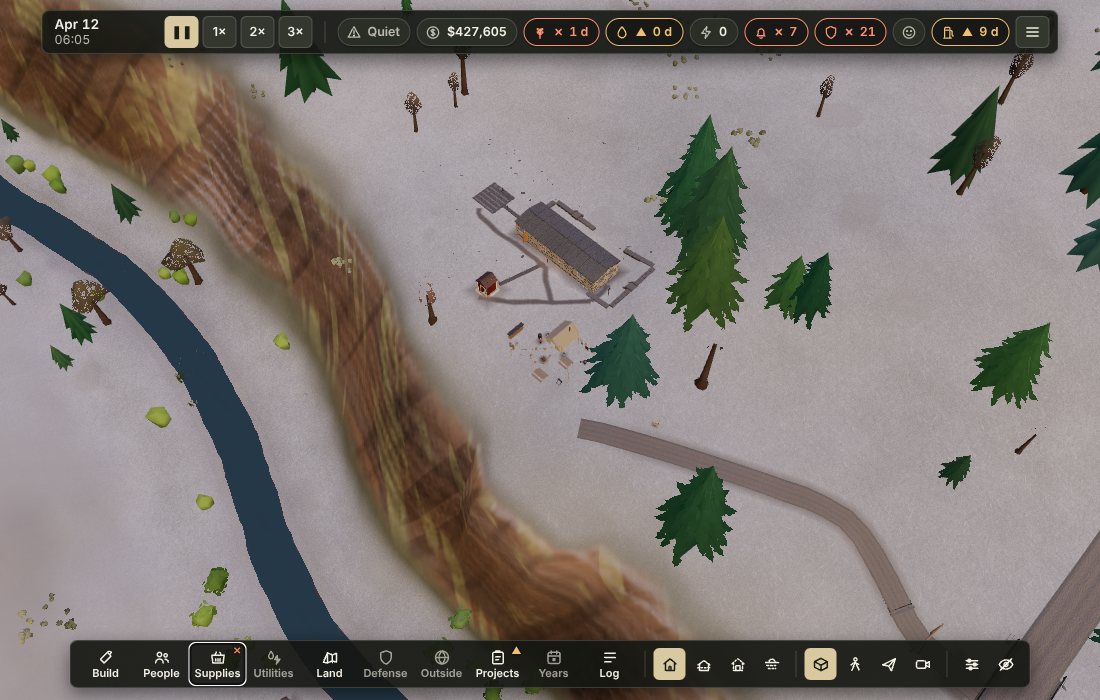 Apr 12
06:05
1× 2× 3× Quiet $427,605 × 1 d 0 d 0 × 7 × 21 9 d
Build People Supplies Utilities Land Defense Outside Projects Years Log